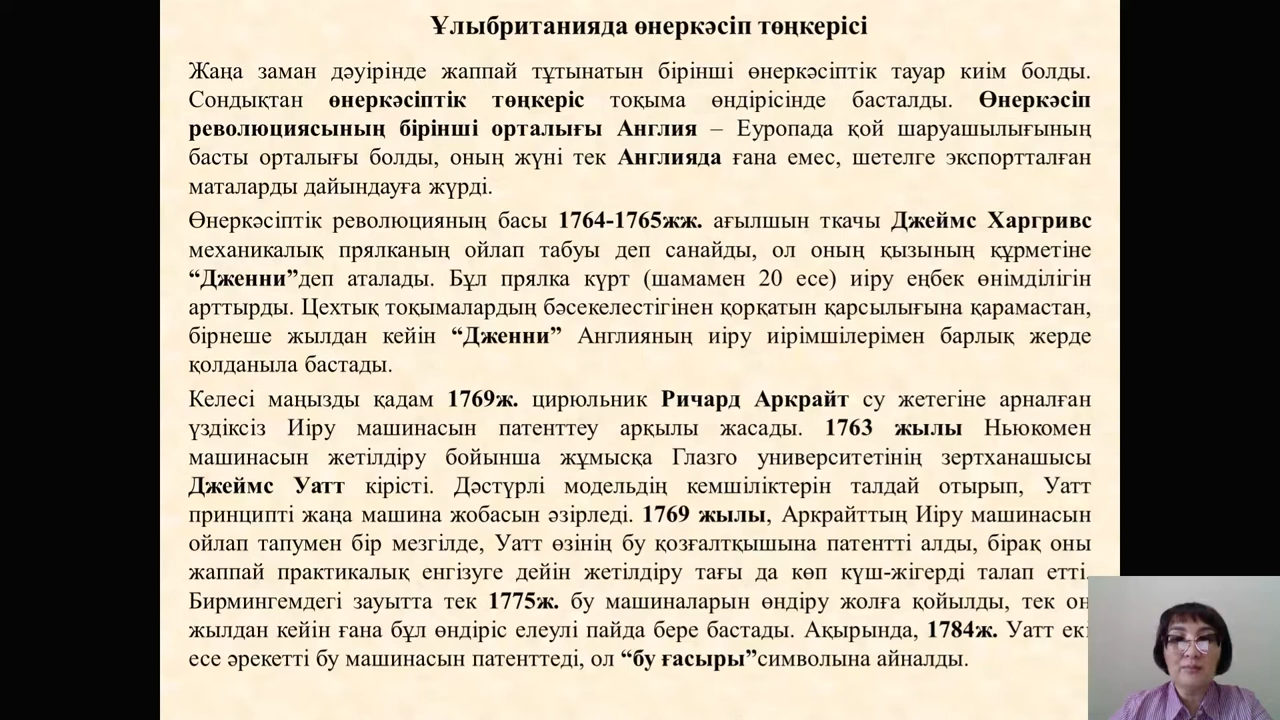 Ұлыбританияда өнеркәсіп төңкерісі
Жаңа заман дәуірінде жаппай тұтынатын бірінші өнеркәсіптік тауар киім болды.
Сондықтан өнеркәсіптік төңкеріс тоқыма өндірісінде басталды. Өнеркәсіп
революциясының бірінші орталығы Англия – Еуропада қой шаруашылығының
басты орталығы болды, оның жүні тек Англияда ғана емес, шетелге экспортталған
маталарды дайындауға жүрді.
Өнеркәсіптік революцияның басы 1764-1765жж. ағылшын ткачы Джеймс Харгривс
механикалық прялканың ойлап табуы деп санайды, ол оның қызының құрметіне
“Дженни”деп аталады. Бұл прялка күрт (шамамен 20 есе) иіру еңбек өнімділігін
арттырды. Цехтық тоқымалардың бәсекелестігінен қорқатын қарсылығына қарамастан,
бірнеше жылдан кейін “Дженни” Англияның иіру иірімшілерімен барлық жерде
қолданыла бастады.
Келесі маңызды қадам 1769ж. цирюльник Ричард Аркрайт су жетегіне арналған
үздіксіз Иіру машинасын патенттеу арқылы жасады. 1763 жылы Ньюкомен
машинасын жетілдіру бойынша жұмысқа Глазго университетінің зертханашысы
Джеймс Уатт кірісті. Дәстүрлі модельдің кемшіліктерін талдай отырып, Уатт
принципті жаңа машина жобасын әзірледі. 1769 жылы, Аркрайттың Иіру машинасын
ойлап тапумен бір мезгілде, Уатт өзінің бу қозғалтқышына патентті алды, бірақ оны
жаппай практикалық енгізуге дейін жетілдіру тағы да көп күш-жігерді талап етті.
Бирмингемдегі зауытта тек 1775ж. бу машиналарын өндіру жолға қойылды, тек он
жылдан кейін ғана бұл өндіріс елеулі пайда бере бастады. Ақырында, 1784ж. Уатт екі
есе әрекетті бу машинасын патенттеді, ол “бу ғасыры”символына айналды.